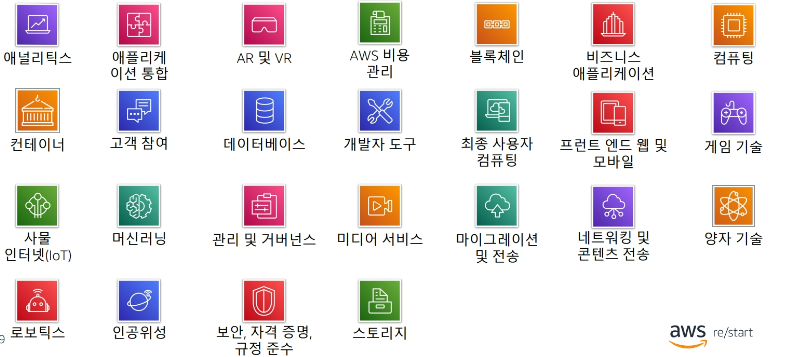 애널리틱스
애플리케
이션 통합
AR 및 VR
AWS 비용
관리
블록체인
비즈니스
애플리케이션
컴퓨팅
컨테이너
고객 참여
데이터베이스
개발자 도구
최종 사용자
컴퓨팅
프런트 엔드 웹 및
모바일
게임 기술
사물
인터넷(IoT)
머신러닝
관리 및 거버넌스
미디어 서비스
마이그레이션
및 전송
네트워킹 및
콘텐츠 전송
양자 기술
로보틱스
인공위성
보안, 자격 증명,
규정 준수
스토리지
9
aws re/start